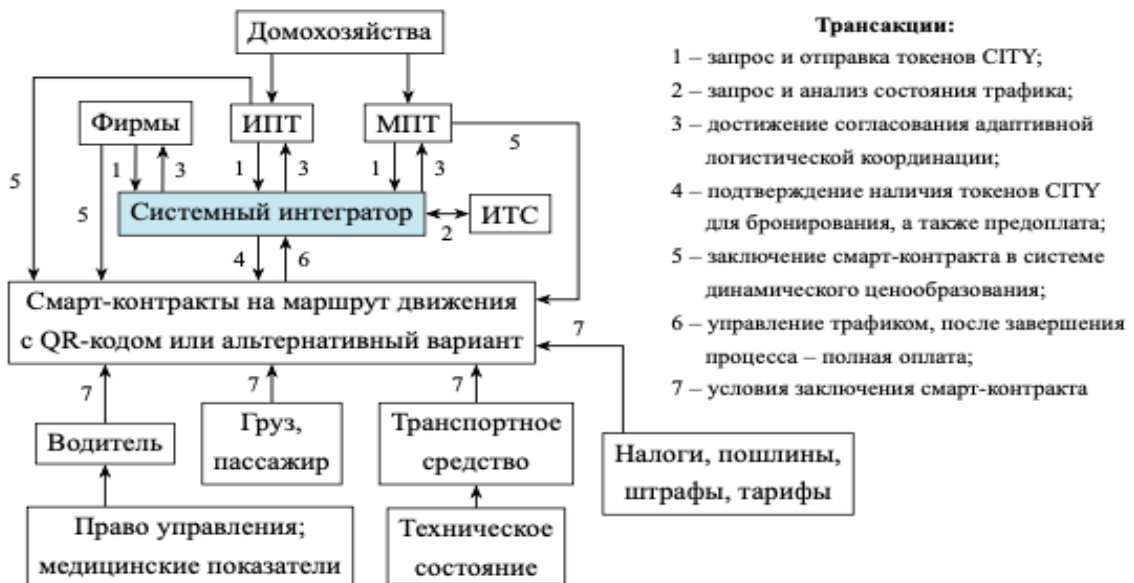 Домохозяйства
Фирмы
ИПТ
МПТ
5
1
3
1
3
1
3
5
5
Системный интегратор
2
ИТС
4
6
Смарт-контракты на маршрут движения
с QR-кодом или альтернативный вариант
7
7
7
7
Водитель
Груз,
пассажир
Транспортное
средство
Налоги, пошлины,
штрафы, тарифы
Право управления;
медицинские показатели
Техническое
состояние
Трансакции:
1 – запрос и отправка токенов CITY;
2 – запрос и анализ состояния трафика;
3 – достижение согласования адаптивной
логистической координации;
4 – подтверждение наличия токенов CITY
для бронирования, а также предоплата;
5 – заключение смарт-контракта в системе
динамического ценообразования;
6 – управление трафиком, после завершения
процесса – полная оплата;
7 – условия заключения смарт-контракта